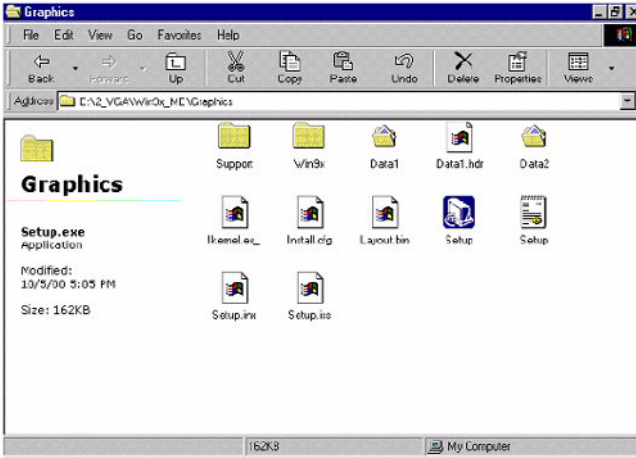 Graphics
File Edit View Go Favorites Help
Back Forward Up Cut Copy Paste Undo Delete Properties Views
Address E:\2_VGA\Win9x_ME\Graphics
Graphics
Setup.exe
Application
Modified:
10/5/00 5:05 PM
Size: 162KB
Support Win9x Data1 Data1.hdr Data2
Ikernel.ex_ Install.cfg Layout.bin Setup Setup
Setup.inx Setup.iss
162KB My Computer